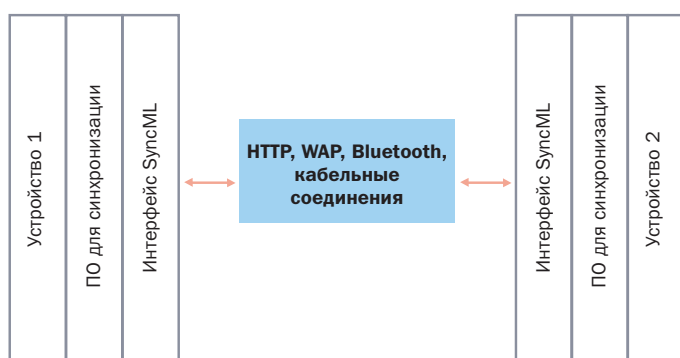 Устройство 1
ПО для синхронизации
Интерфейс SyncML
HTTP, WAP, Bluetooth,
кабельные
соединения
Интерфейс SyncML
ПО для синхронизации
Устройство 2